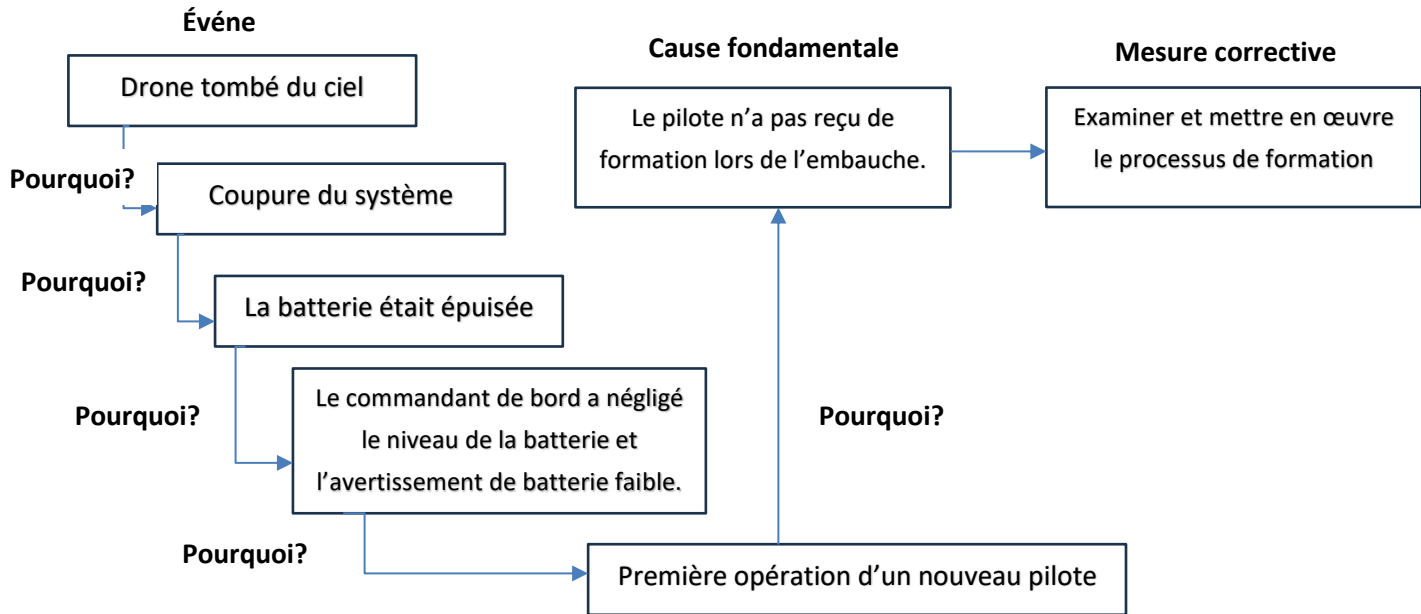 Événe
Drone tombé du ciel
Pourquoi?
Coupure du système
Pourquoi?
La batterie était épuisée
Pourquoi?
Le commandant de bord a négligé
le niveau de la batterie et
l’avertissement de batterie faible.
Pourquoi?
Première opération d’un nouveau pilote
Pourquoi?
Cause fondamentale
Le pilote n’a pas reçu de
formation lors de l’embauche.
Mesure corrective
Examiner et mettre en œuvre
le processus de formation